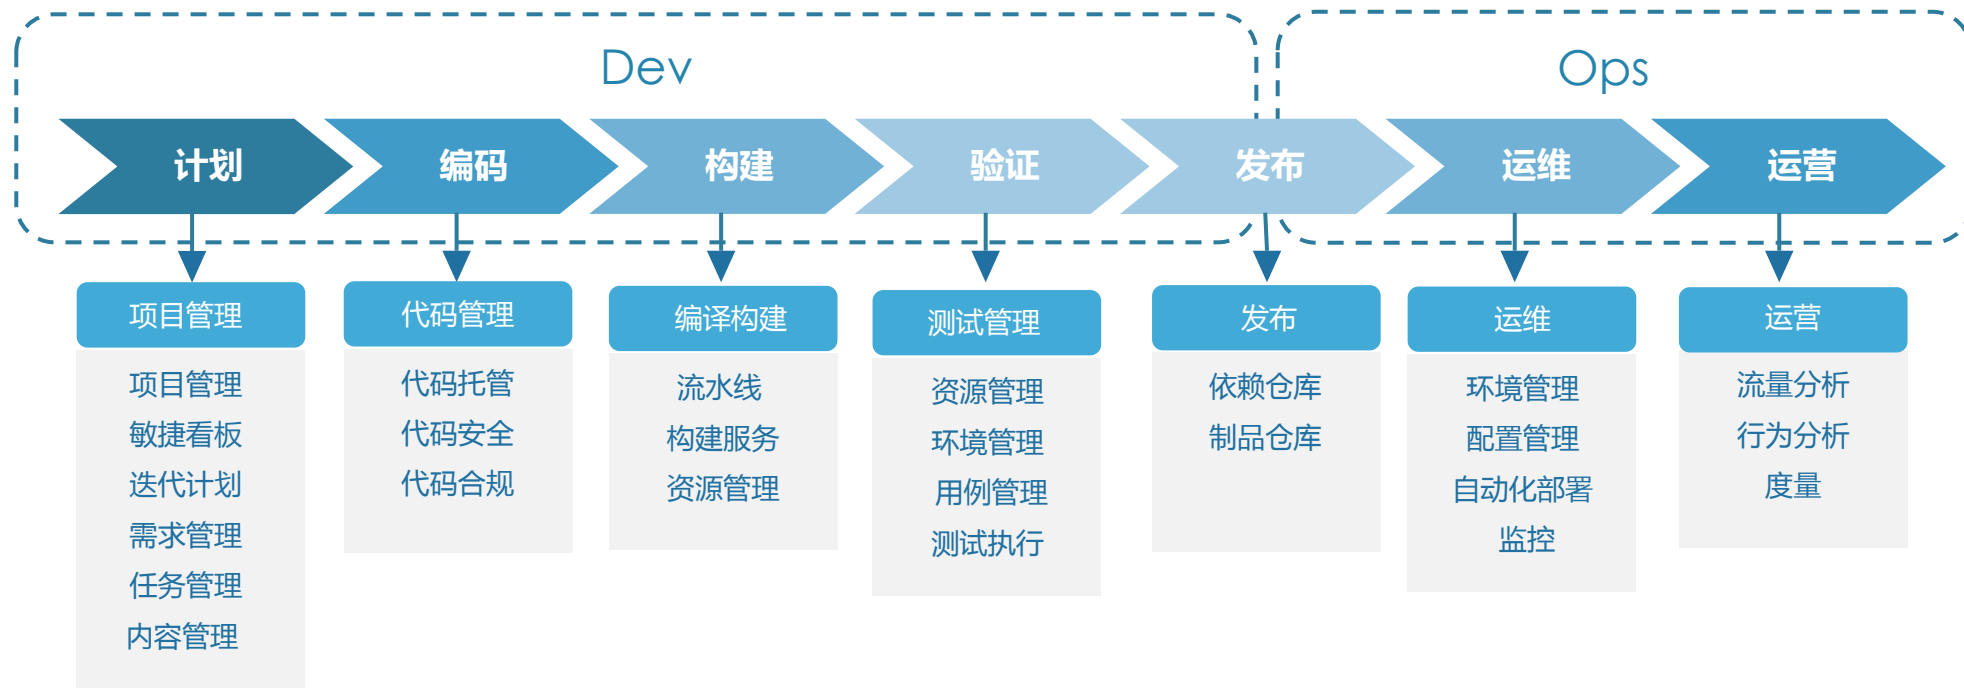 Dev
Ops
计划
编码
构建
验证
发布
运维
运营
项目管理
项目管理
敏捷看板
迭代计划
需求管理
任务管理
内容管理
代码管理
代码托管
代码安全
代码合规
编译构建
流水线
构建服务
资源管理
测试管理
资源管理
环境管理
用例管理
测试执行
发布
依赖仓库
制品仓库
运维
环境管理
配置管理
自动化部署
监控
运营
流量分析
行为分析
度量